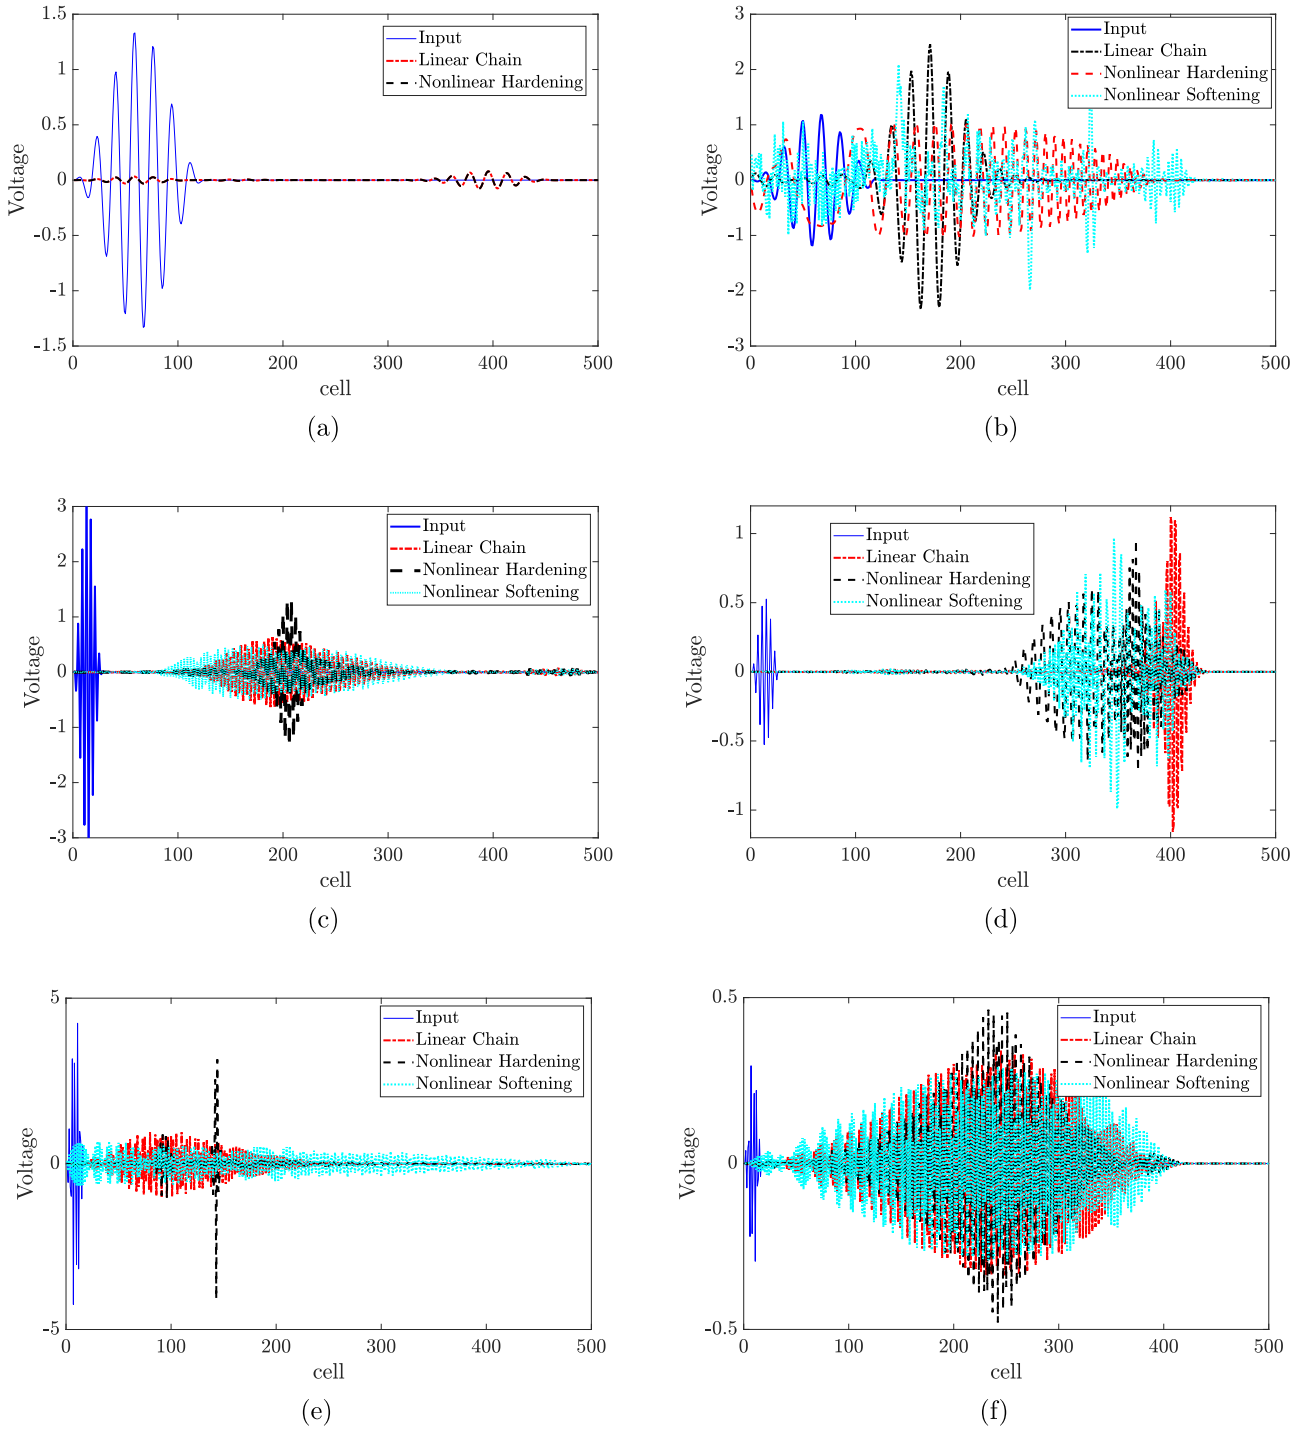 1.5
1
0.5
0
-0.5
-1
-1.5
Voltage
0 100 200 300 400 500
cell
Input
Linear Chain
Nonlinear Hardening
(a)
3
2
1
0
-1
-2
-3
Voltage
0 100 200 300 400 500
cell
Input
Linear Chain
Nonlinear Hardening
Nonlinear Softening
(b)
3
2
1
0
-1
-2
-3
Voltage
0 100 200 300 400 500
cell
Input
Linear Chain
Nonlinear Hardening
Nonlinear Softening
(c)
1
0.5
0
-0.5
-1
Voltage
0 100 200 300 400 500
cell
Input
Linear Chain
Nonlinear Hardening
Nonlinear Softening
(d)
5
0
-5
Voltage
0 100 200 300 400 500
cell
Input
Linear Chain
Nonlinear Hardening
Nonlinear Softening
(e)
0.5
0
-0.5
Voltage
0 100 200 300 400 500
cell
Input
Linear Chain
Nonlinear Hardening
Nonlinear Softening
(f)